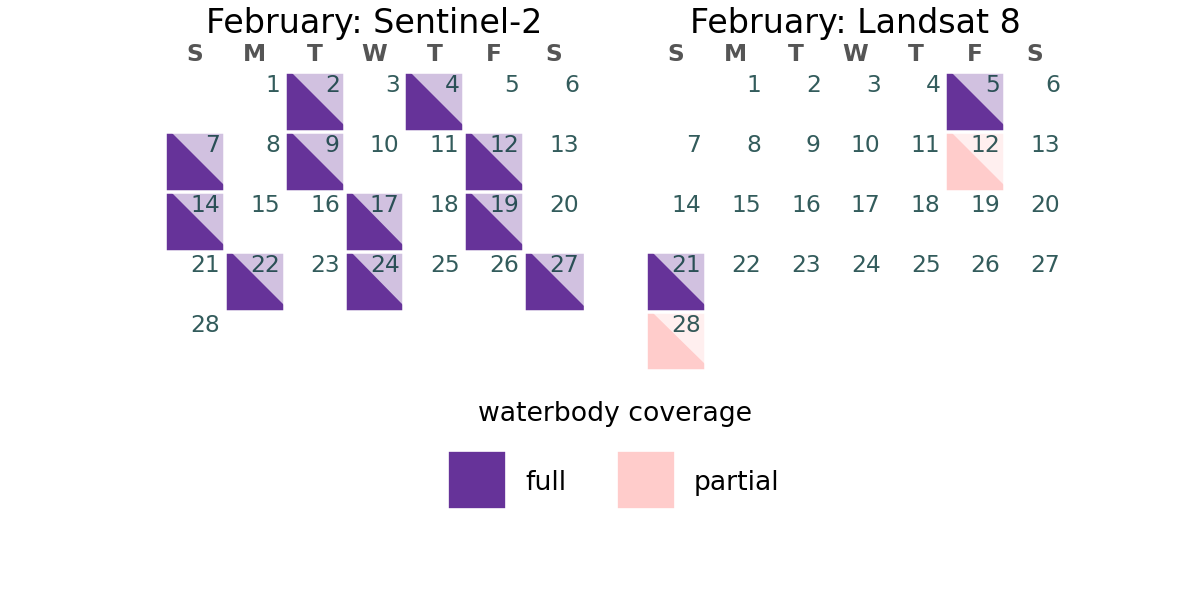 February: Sentinel-2
S M T W T F S
1 2 3 4 5 6
7 8 9 10 11 12 13
14 15 16 17 18 19 20
21 22 23 24 25 26 27
28
February: Landsat 8
S M T W T F S
1 2 3 4 5 6
7 8 9 10 11 12 13
14 15 16 17 18 19 20
21 22 23 24 25 26 27
28
waterbody coverage
full
partial